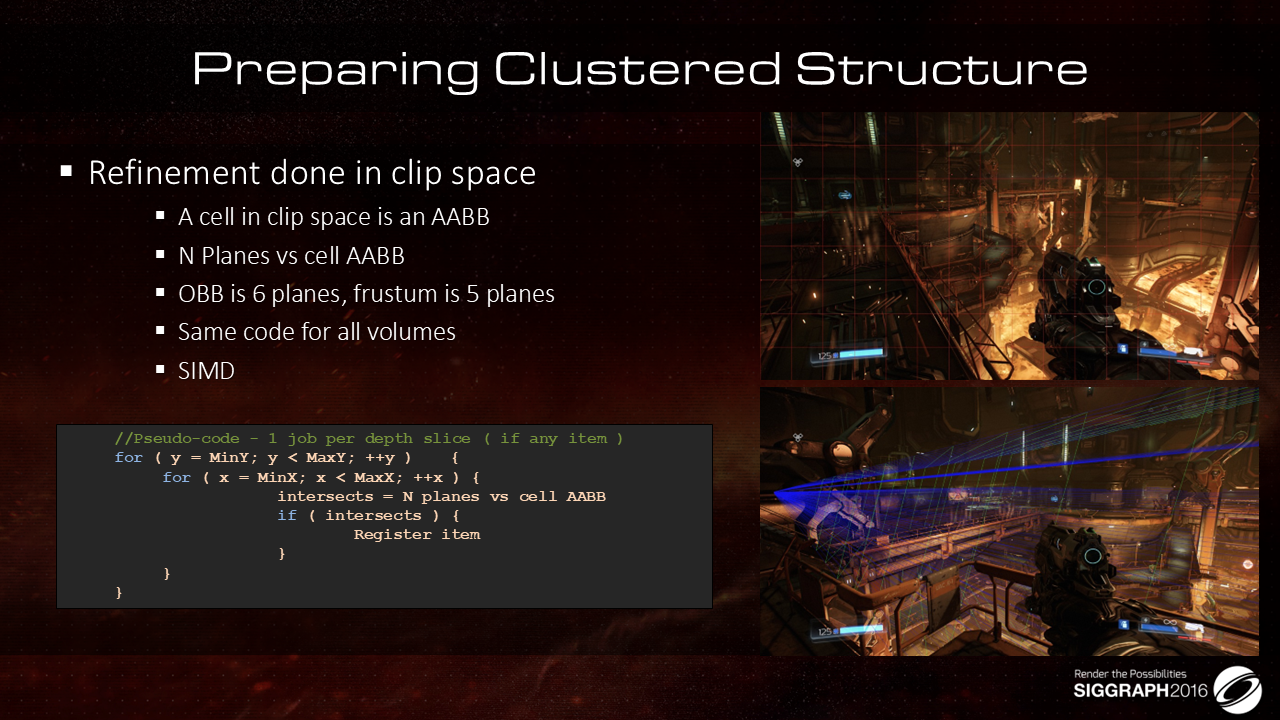 Preparing Clustered Structure
▪ Refinement done in clip space
▪ A cell in clip space is an AABB
▪ N Planes vs cell AABB
▪ OBB is 6 planes, frustum is 5 planes
▪ Same code for all volumes
▪ SIMD
//Pseudo-code - 1 job per depth slice ( if any item )
for ( y = MinY; y < MaxY; ++y ) {
for ( x = MinX; x < MaxX; ++x ) {
intersects = N planes vs cell AABB
if ( intersects ) {
Register item
}
}
}
125
125
Render the Possibilities
SIGGRAPH2016